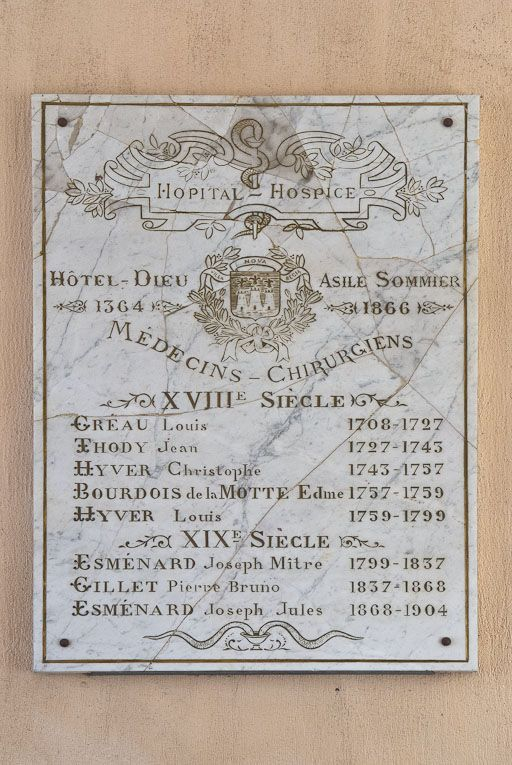 HOPITAL - HOSPICE
NOVA
HÔTEL-DIEU
1364
ASILE SOMMIER
1866
MÉDECINS - CHIRURGIENS
XVIIIE SIÈCLE
GRÉAU Louis 1708-1727
THODY Jean 1727-1743
HYVER Christophe 1743-1757
BOURDOIS de la MOTTE Edme 1757-1759
HYVER Louis 1759-1799
XIXE SIÈCLE
ESMÉNARD Joseph Mître 1799-1837
GILLET Pierre Bruno 1837-1868
ESMÉNARD Joseph Jules 1868-1904